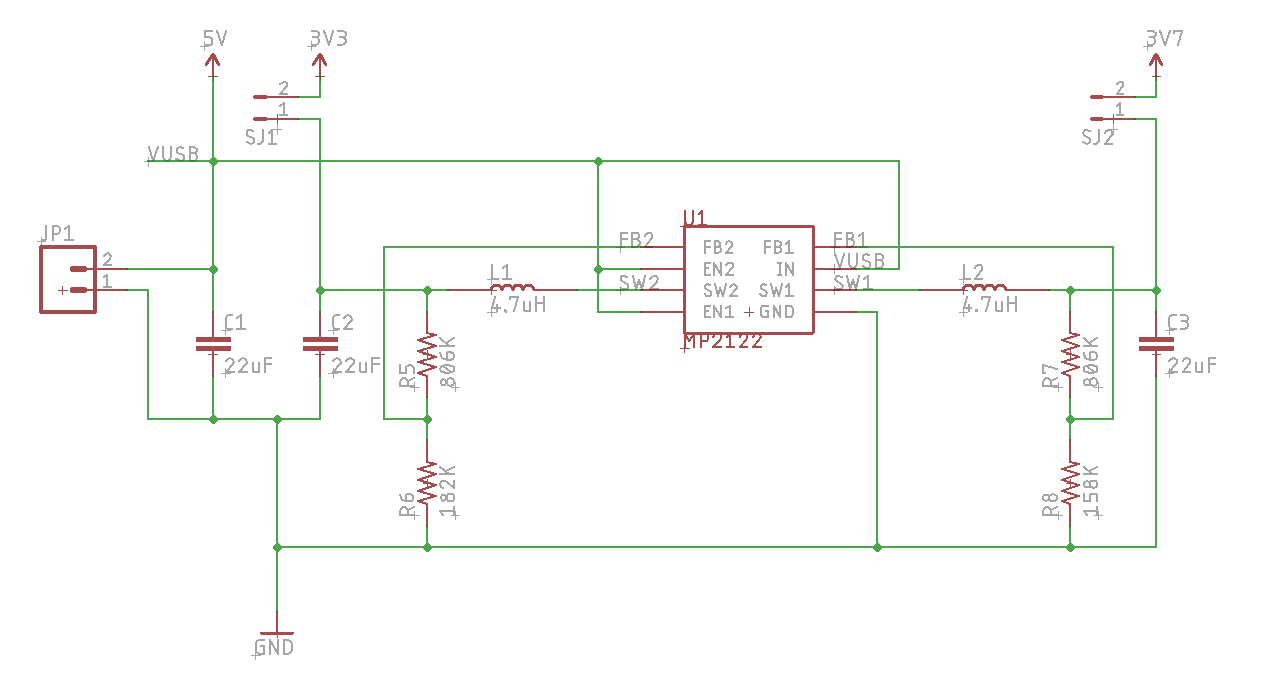 5V
3V3
3V7
2
1
SJ1
2
1
SJ2
VUSB
JP1
2
1
U1
FB2
FB2
FB1
FB1
EN2
IN
VUSB
SW2
SW2
SW1
SW1
EN1
GND
MP2122
L1
4.7uH
L2
4.7uH
C1
22uF
C2
22uF
R5
806K
R7
806K
C3
22uF
R6
182K
R8
158K
GND